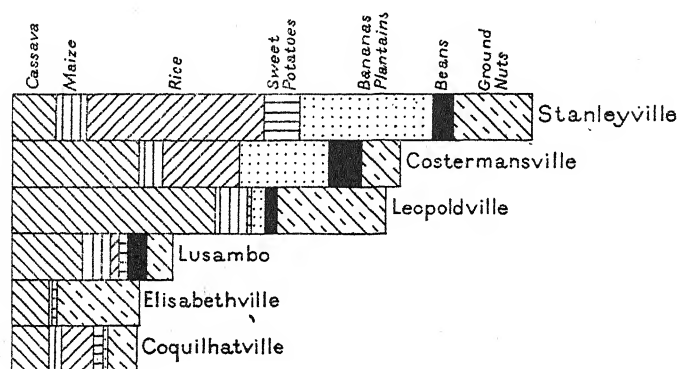 Cassava
Maize
Rice
Sweet
Potatoes
Bananas
Plantains
Beans
Ground
Nuts
Stanleyville
Costermansville
Leopoldville
Lusambo
Elisabethville
Coquilhatville